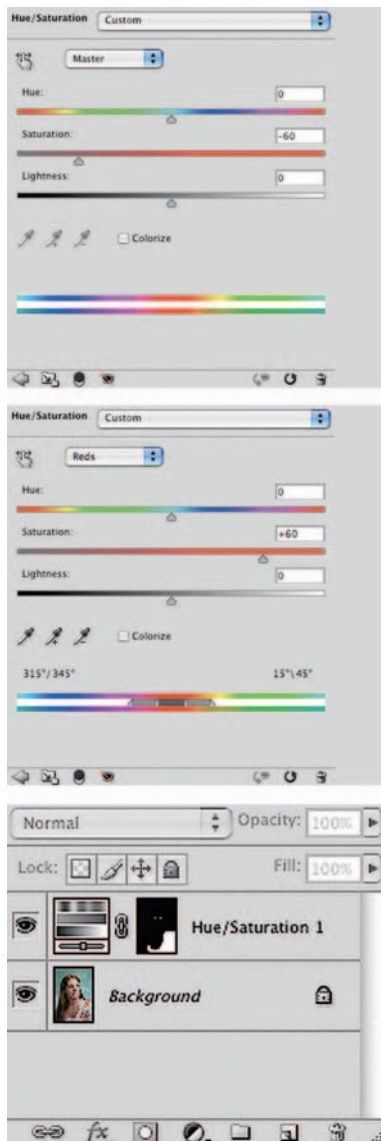 Hue/Saturation Custom
Master
Hue: 0
Saturation: -60
Lightness: 0
Colorize
Hue/Saturation Custom
Reds
Hue: 0
Saturation: +60
Lightness: 0
Colorize
315°/345° 15°\45°
Normal Opacity: 100%
Lock: Fill: 100%
Hue/Saturation 1
Background
fx